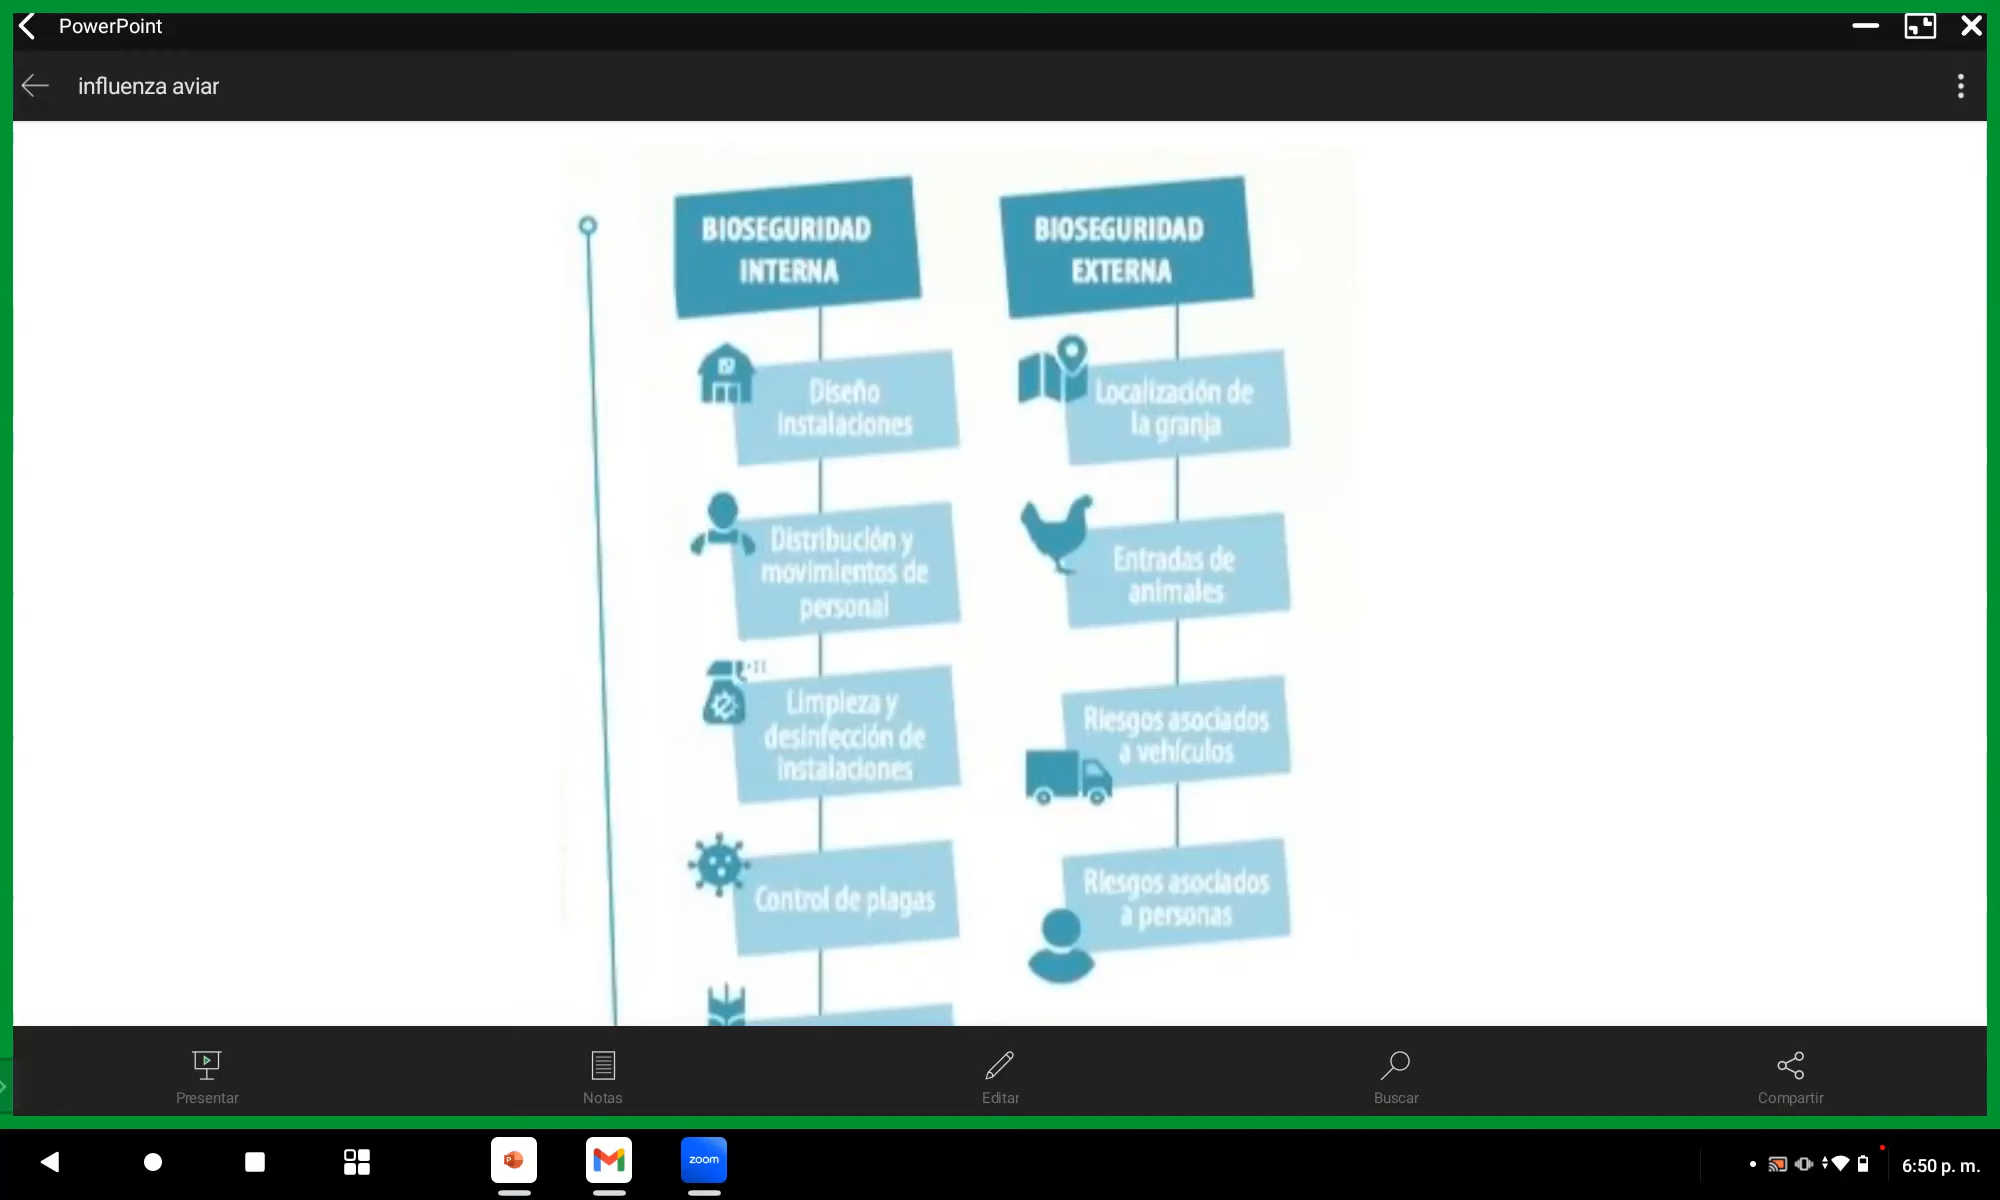 PowerPoint
influenza aviar
BIOSEGURIDAD
INTERNA
Diseño
instalaciones
Distribución y
movimientos de
personal
Limpieza y
desinfección de
instalaciones
Control de plagas
BIOSEGURIDAD
EXTERNA
Localización de
la granja
Entradas de
animales
Riesgos asociados
a vehículos
Riesgos asociados
a personas
Presentar
Notas
Editar
Buscar
Compartir
P
zoom
6:50 p. m.